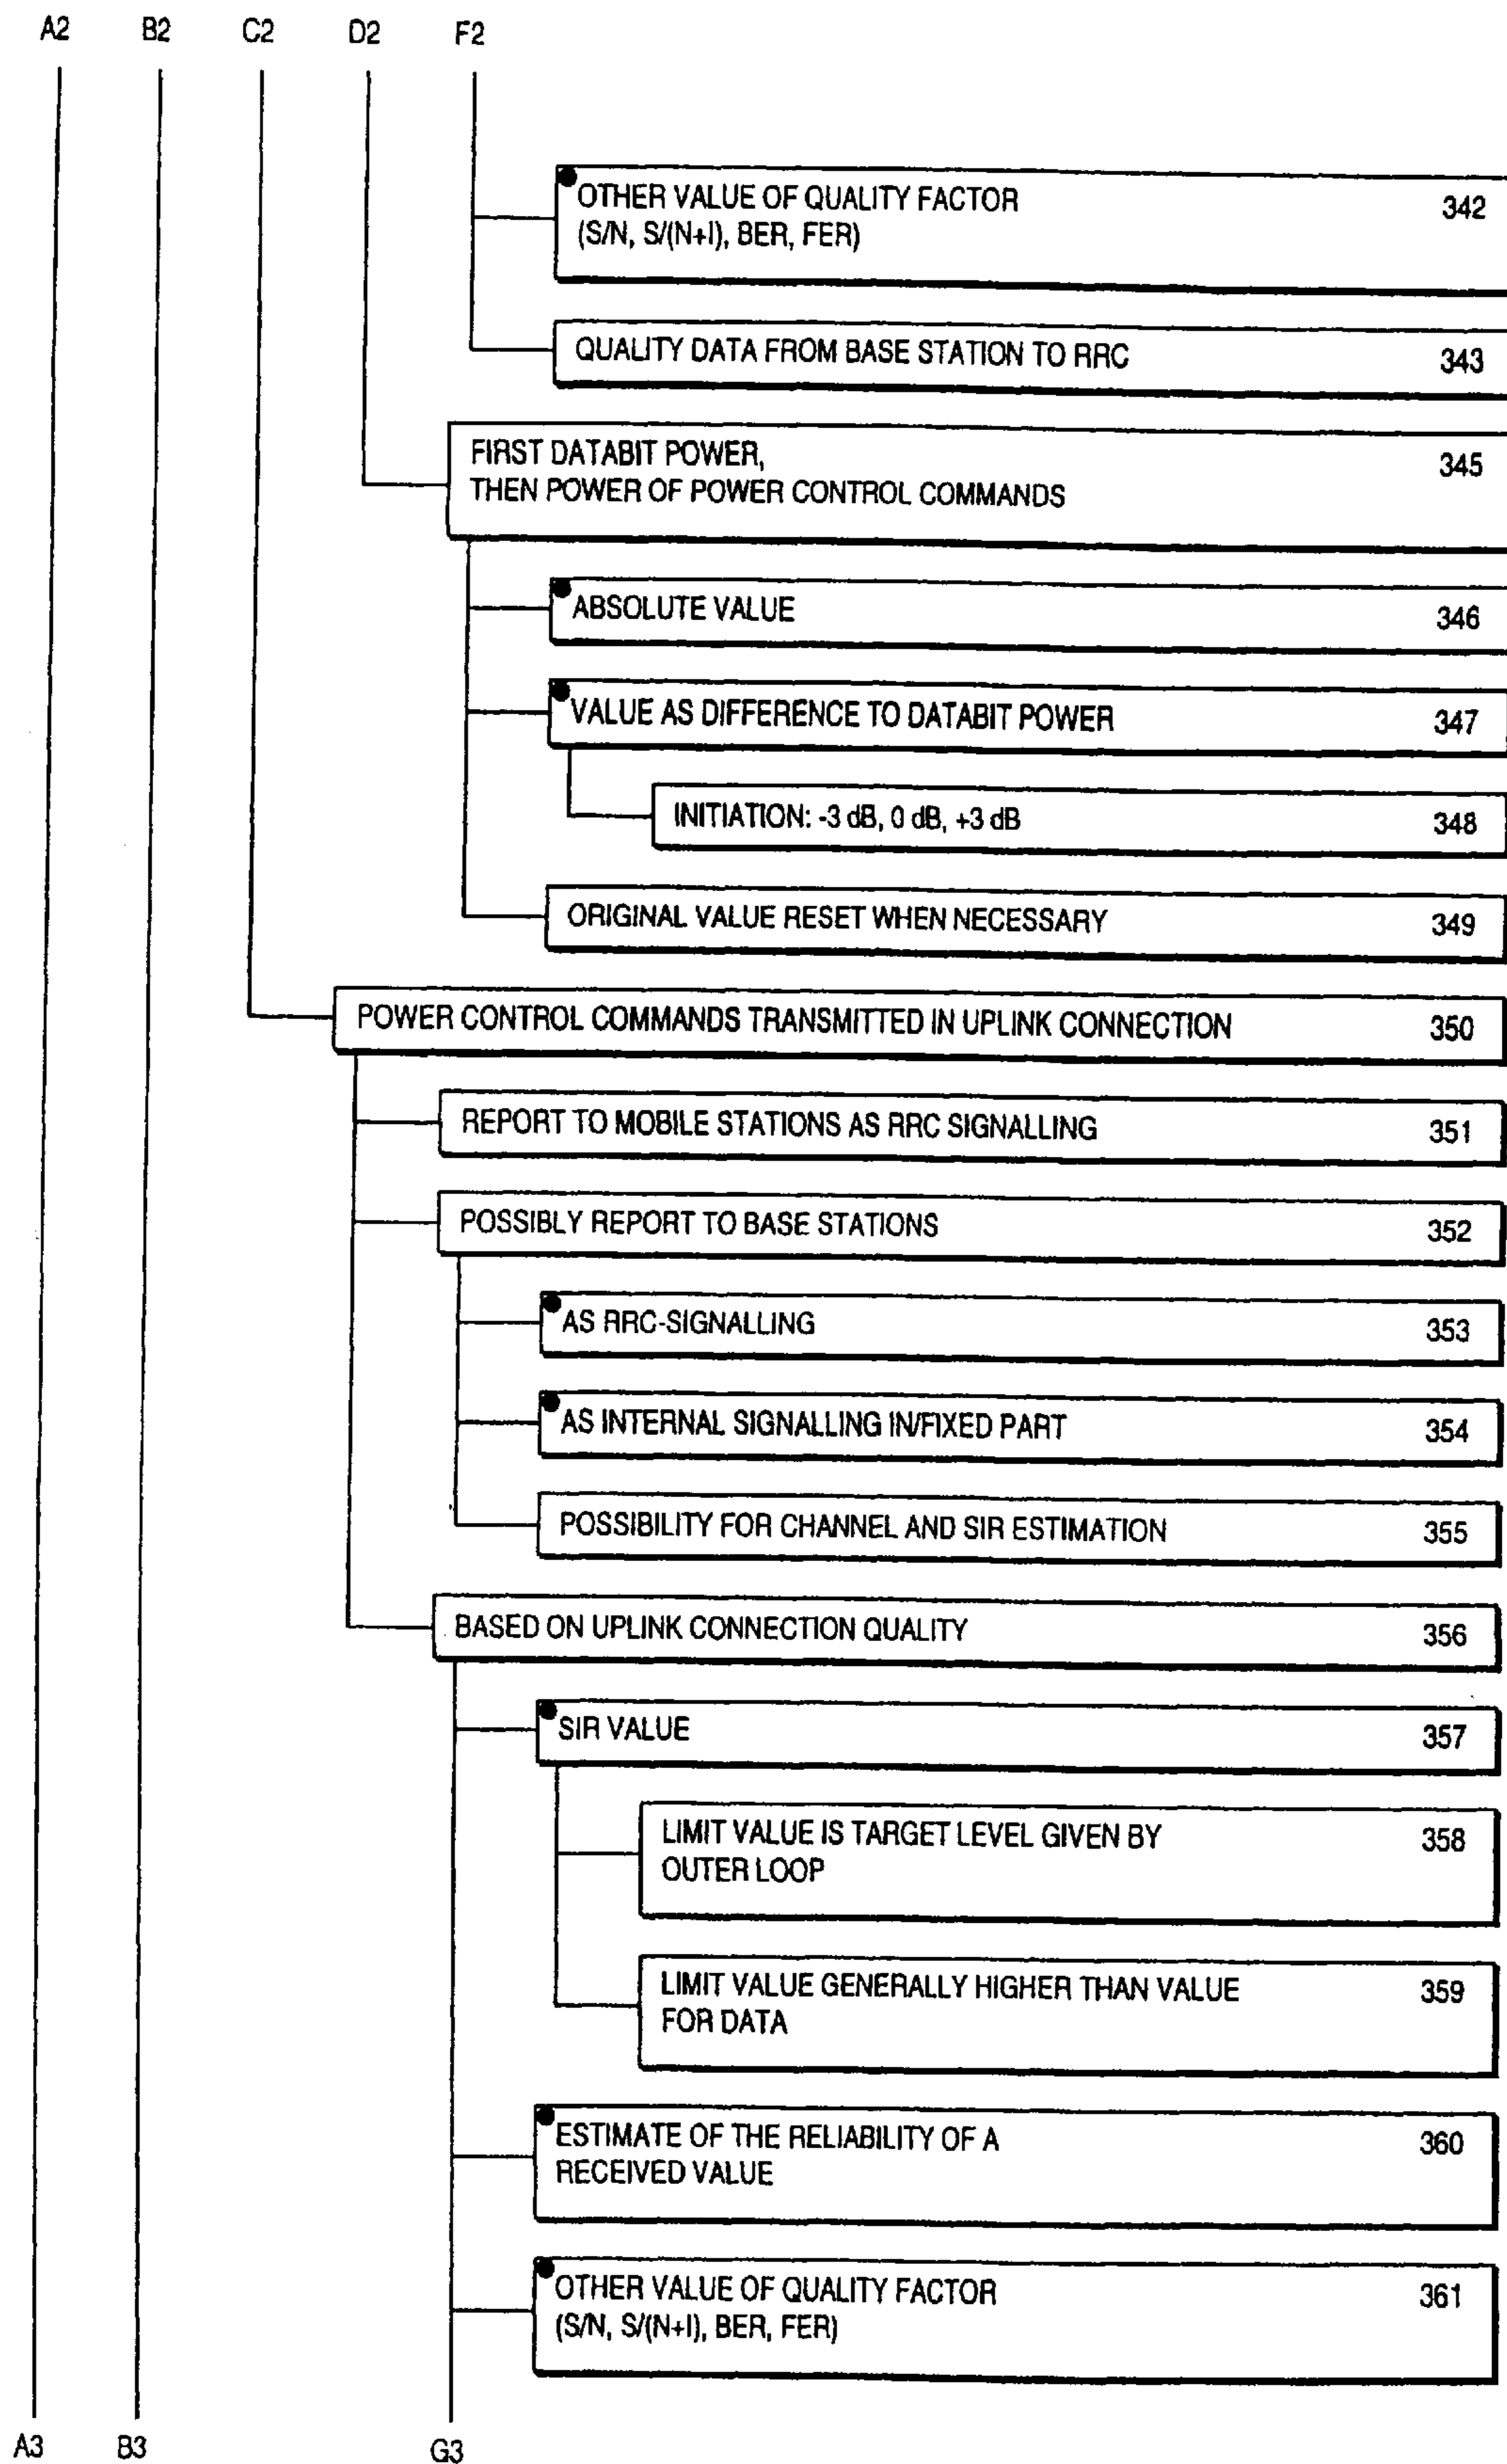 A2 B2 C2 D2 F2
OTHER VALUE OF QUALITY FACTOR 342
(S/N, S/(N+I), BER, FER)
QUALITY DATA FROM BASE STATION TO RRC 343
FIRST DATABIT POWER, 345
THEN POWER OF POWER CONTROL COMMANDS
ABSOLUTE VALUE 346
VALUE AS DIFFERENCE TO DATABIT POWER 347
INITIATION: -3 dB, 0 dB, +3 dB 348
ORIGINAL VALUE RESET WHEN NECESSARY 349
POWER CONTROL COMMANDS TRANSMITTED IN UPLINK CONNECTION 350
REPORT TO MOBILE STATIONS AS RRC SIGNALLING 351
POSSIBLY REPORT TO BASE STATIONS 352
AS RRC-SIGNALLING 353
AS INTERNAL SIGNALLING IN/FIXED PART 354
POSSIBILITY FOR CHANNEL AND SIR ESTIMATION 355
BASED ON UPLINK CONNECTION QUALITY 356
SIR VALUE 357
LIMIT VALUE IS TARGET LEVEL GIVEN BY 358
OUTER LOOP
LIMIT VALUE GENERALLY HIGHER THAN VALUE 359
FOR DATA
ESTIMATE OF THE RELIABILITY OF A 360
RECEIVED VALUE
OTHER VALUE OF QUALITY FACTOR 361
(S/N, S/(N+I), BER, FER)
A3 B3 G3